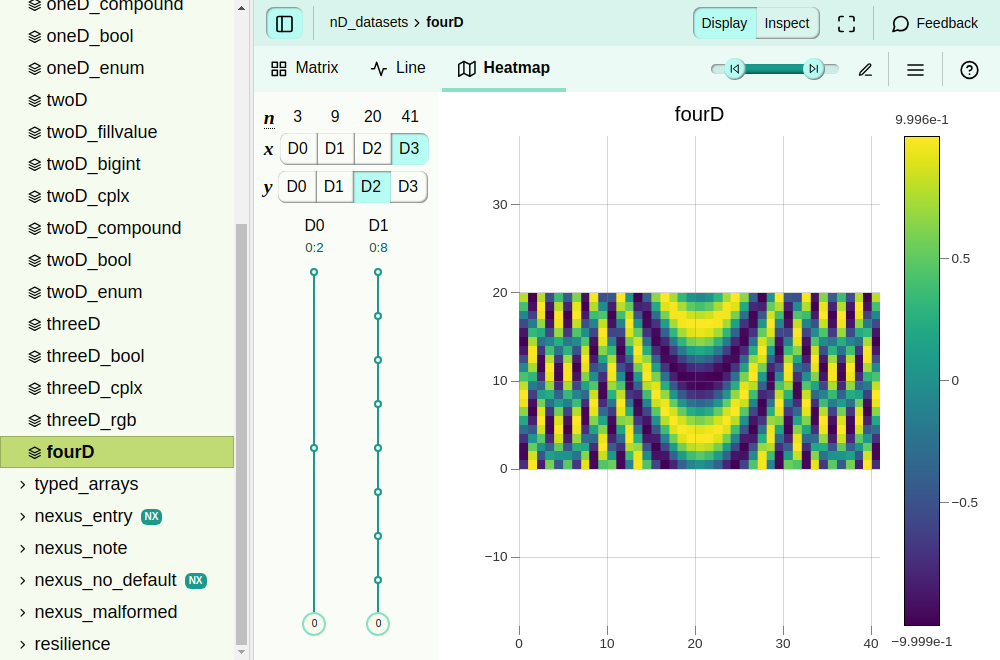 oneD_compound
oneD_bool
oneD_enum
twoD
twoD_fillvalue
twoD_bigint
twoD_cplx
twoD_compound
twoD_bool
twoD_enum
threeD
threeD_bool
threeD_cplx
threeD_rgb
fourD
typed_arrays
nexus_entry NX
nexus_note
nexus_no_default NX
nexus_malformed
resilience
nD_datasets › fourD
Display Inspect
Feedback
Matrix Line Heatmap
n 3 9 20 41
x D0 D1 D2 D3
y D0 D1 D2 D3
D0 D1
0:2 0:8
0 0
fourD
30
20
10
0
−10
0 10 20 30 40
9.996e-1
0.5
0
−0.5
−9.999e-1